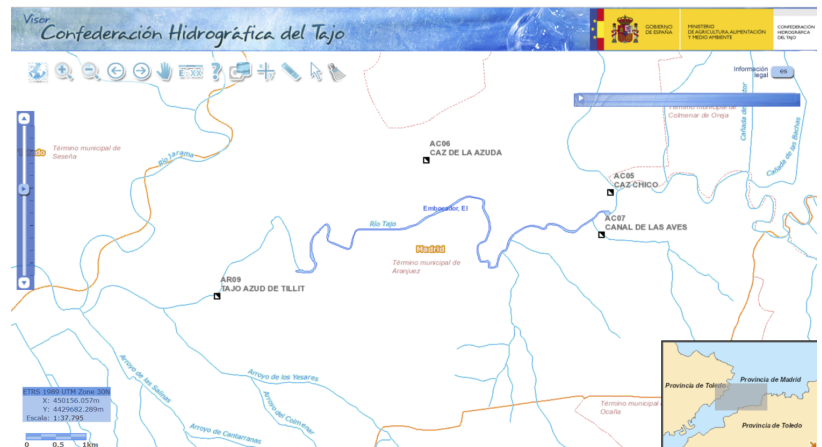 Visor
Confederación Hidrográfica del Tajo
GOBIERNO
DE ESPAÑA
MINISTERIO
DE AGRICULTURA, ALIMENTACIÓN
Y MEDIO AMBIENTE
CONFEDERACIÓN
HIDROGRÁFICA
DEL TAJO
Información
legal
es
Término municipal de
Colmenar de Oreja
Término municipal de
Seseña
Río Jarama
AC06
CAZ DE LA AZUDA
Cañada de las Bachas
AC05
CAZ CHICO
Embocador, El
AC07
CANAL DE LAS AVES
Río Tajo
Madrid
Término municipal de
Aranjuez
AR09
TAJO AZUD DE TILLIT
Arroyo de las Salinas
Arroyo de los Yesares
Arroyo del Colmenar
Arroyo de Cantarranas
Término municipal
Ocaña
Provincia de Toledo
Provincia de Madrid
Provincia de Toledo
ETRS 1989 UTM Zone 30N
X: 450156.057m
Y: 4429682.289m
Escala: 1:37.795
0 0.5 1km